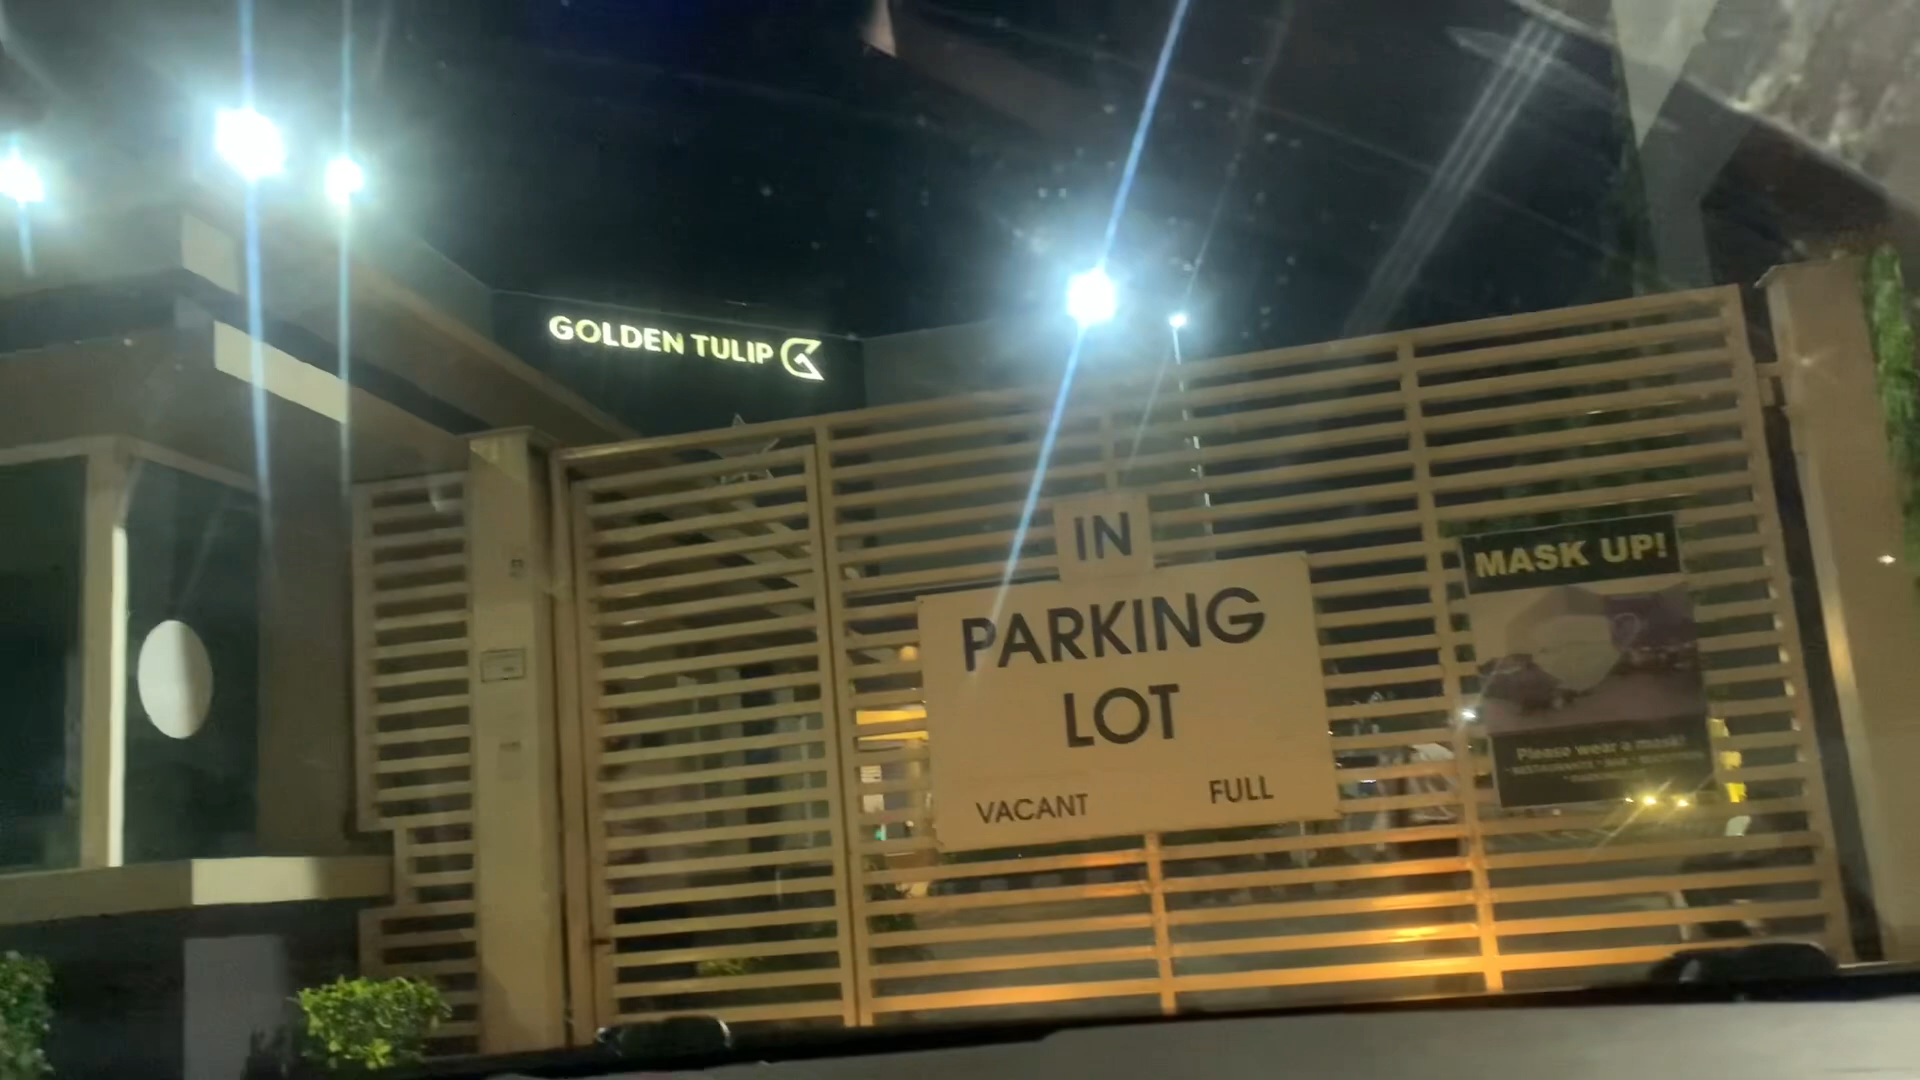 GOLDEN TULIP
IN
PARKING
LOT
VACANT FULL
MASK UP!
Please wear a mask!